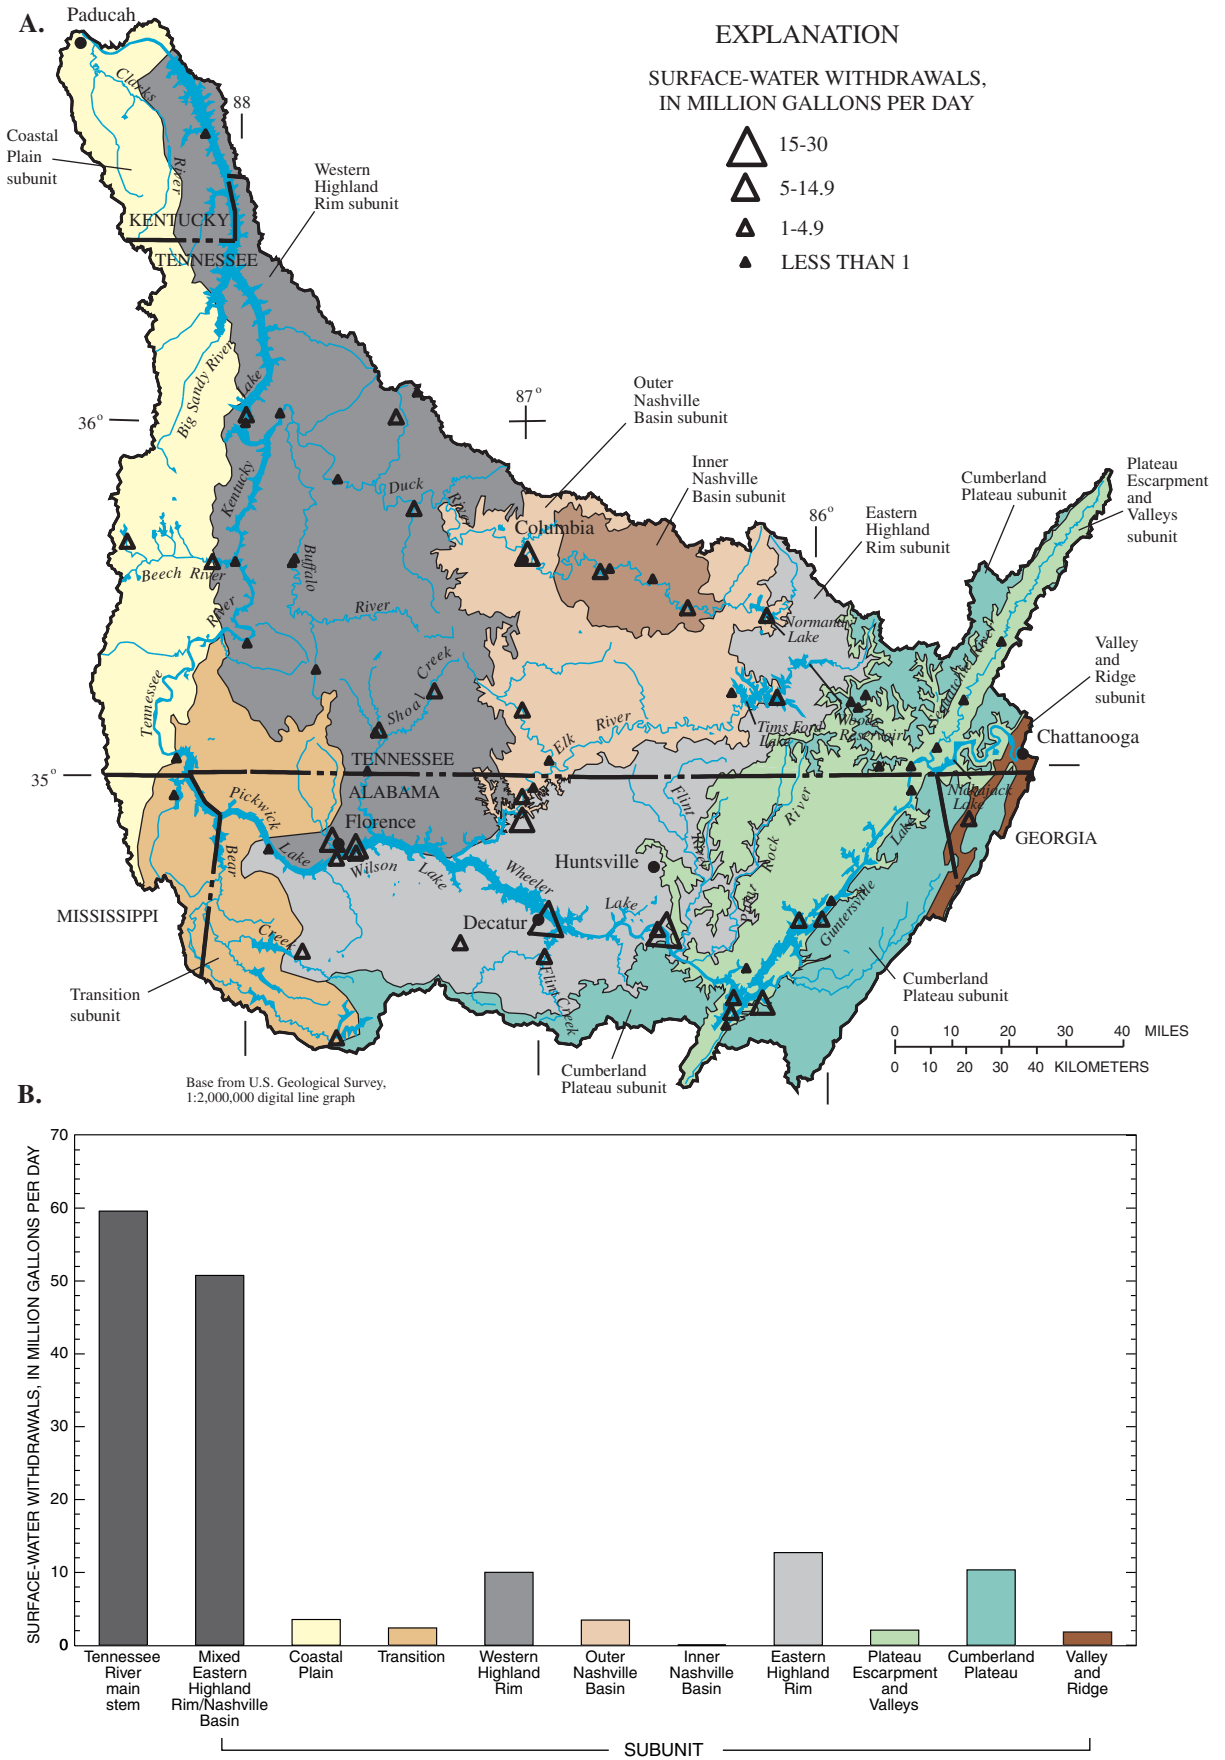 A.
Paducah
EXPLANATION
SURFACE-WATER WITHDRAWALS,
IN MILLION GALLONS PER DAY
15-30
5-14.9
1-4.9
LESS THAN 1
88
Clarks
River
Coastal
Plain
subunit
Western
Highland
Rim subunit
KENTUCKY
TENNESSEE
Big Sandy River
Lake
Kentucky
36°
87°
Outer
Nashville
Basin subunit
Inner
Nashville
Basin subunit
86°
Eastern
Highland
Rim subunit
Cumberland
Plateau subunit
Plateau
Escarpment
and
Valleys
subunit
Duck
River
Columbia
Beech River
Buffalo
River
River
Tennessee
Shoal Creek
Normandy
Lake
Sequatchie River
Valley
and
Ridge
subunit
Elk
River
Tims Ford
Lake
Woods
Reservoir
Chattanooga
35°
TENNESSEE
ALABAMA
Pickwick
Lake
Florence
Wilson
Lake
Wheeler
Lake
Flint
River
Paint Rock River
Huntsville
Nickajack
Lake
GEORGIA
Bear
Creek
MISSISSIPPI
Decatur
Flint Creek
Guntersville
Lake
Transition
subunit
Cumberland
Plateau subunit
Cumberland
Plateau subunit
0 10 20 30 40 MILES
0 10 20 30 40 KILOMETERS
Base from U.S. Geological Survey,
1:2,000,000 digital line graph
B.
SURFACE-WATER WITHDRAWALS, IN MILLION GALLONS PER DAY
70
60
50
40
30
20
10
0
Tennessee
River
main
stem
Mixed
Eastern
Highland
Rim/Nashville
Basin
Coastal
Plain
Transition
Western
Highland
Rim
Outer
Nashville
Basin
Inner
Nashville
Basin
Eastern
Highland
Rim
Plateau
Escarpment
and
Valleys
Cumberland
Plateau
Valley
and
Ridge
SUBUNIT